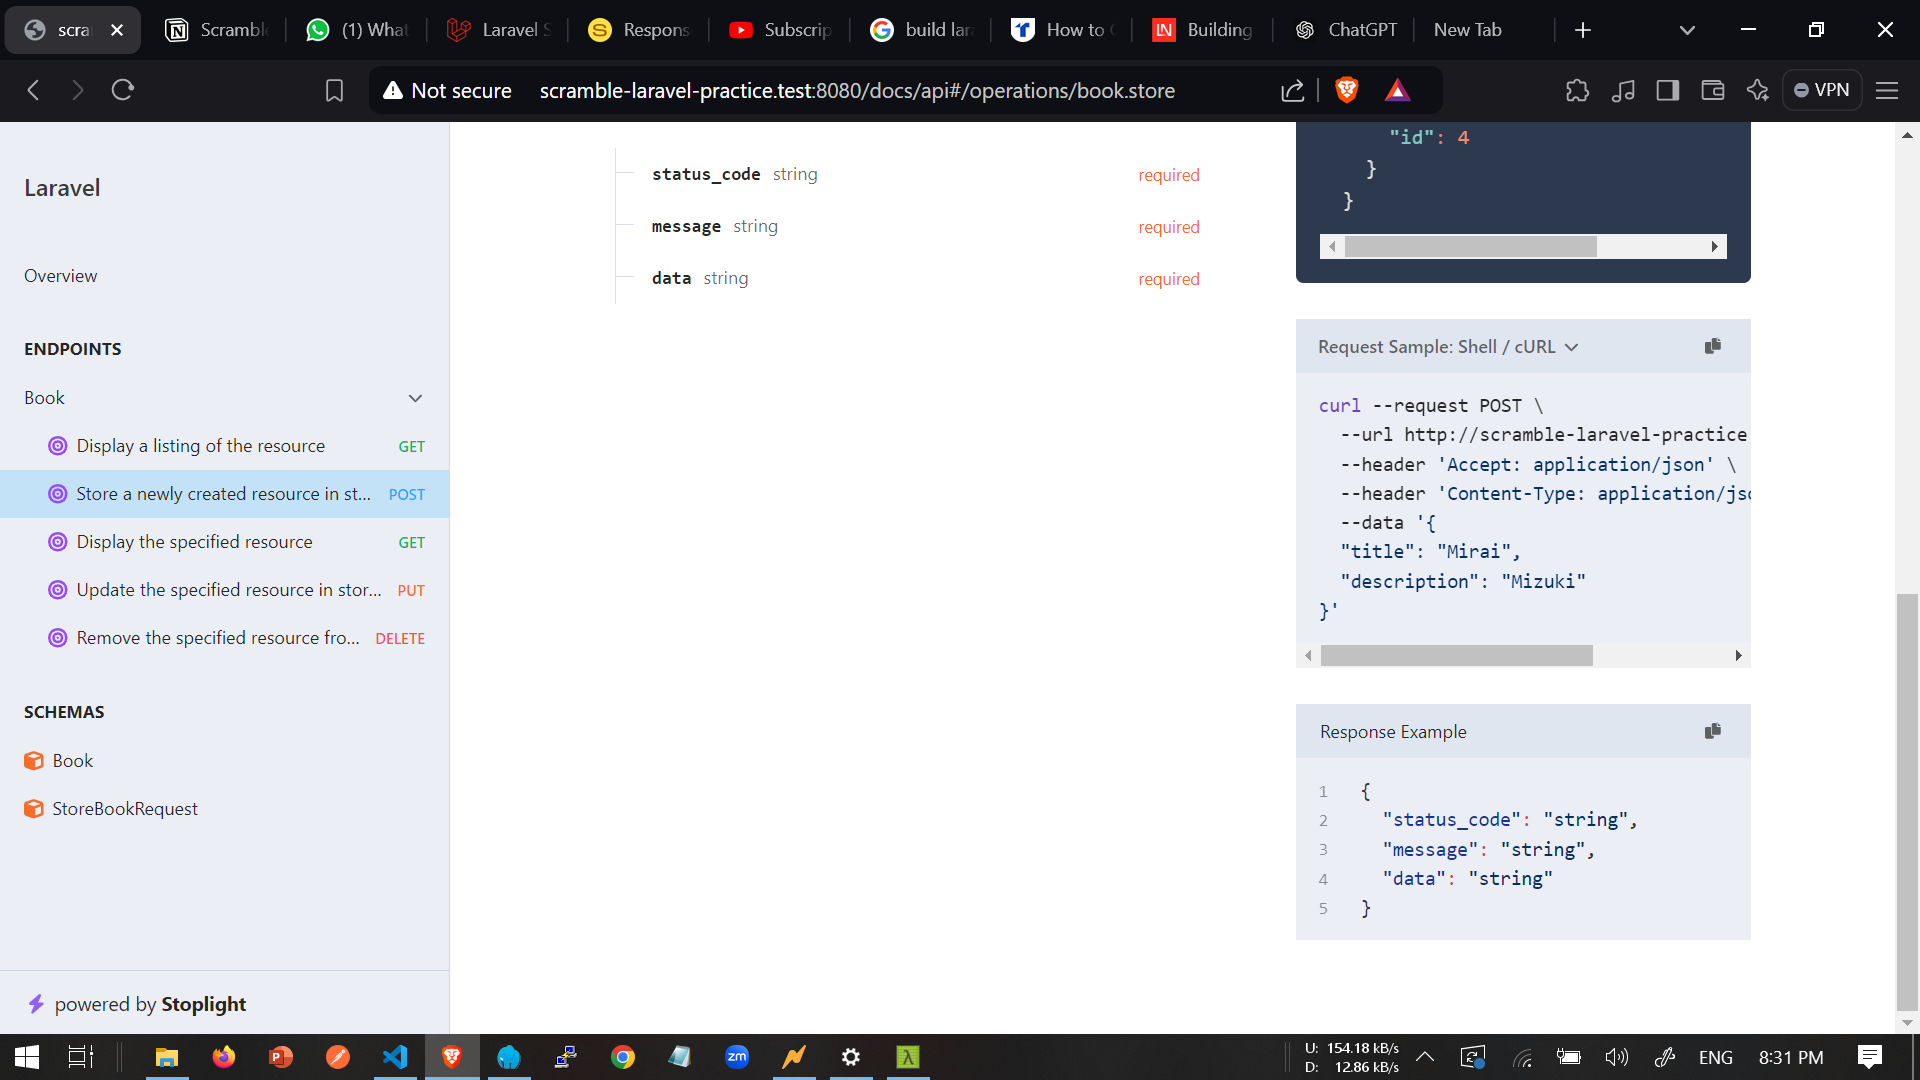 scra
Scramble
(1) What
Laravel S
Respons
Subscrip
build lar
How to
Building
ChatGPT
New Tab
Not secure
scramble-laravel-practice.test:8080/docs/api#/operations/book.store
VPN
Laravel
Overview
ENDPOINTS
Book
Display a listing of the resource GET
Store a newly created resource in st... POST
Display the specified resource GET
Update the specified resource in stor... PUT
Remove the specified resource fro... DELETE
SCHEMAS
Book
StoreBookRequest
powered by Stoplight
status_code string required
message string required
data string required
"id": 4
}
}
Request Sample: Shell / cURL
curl --request POST \
--url http://scramble-laravel-practice
--header 'Accept: application/json' \
--header 'Content-Type: application/jso
--data '{
"title": "Mirai",
"description": "Mizuki"
}'
Response Example
1 {
2 "status_code": "string",
3 "message": "string",
4 "data": "string"
5 }
U: 154.18 kB/s
D: 12.86 kB/s
ENG
8:31 PM